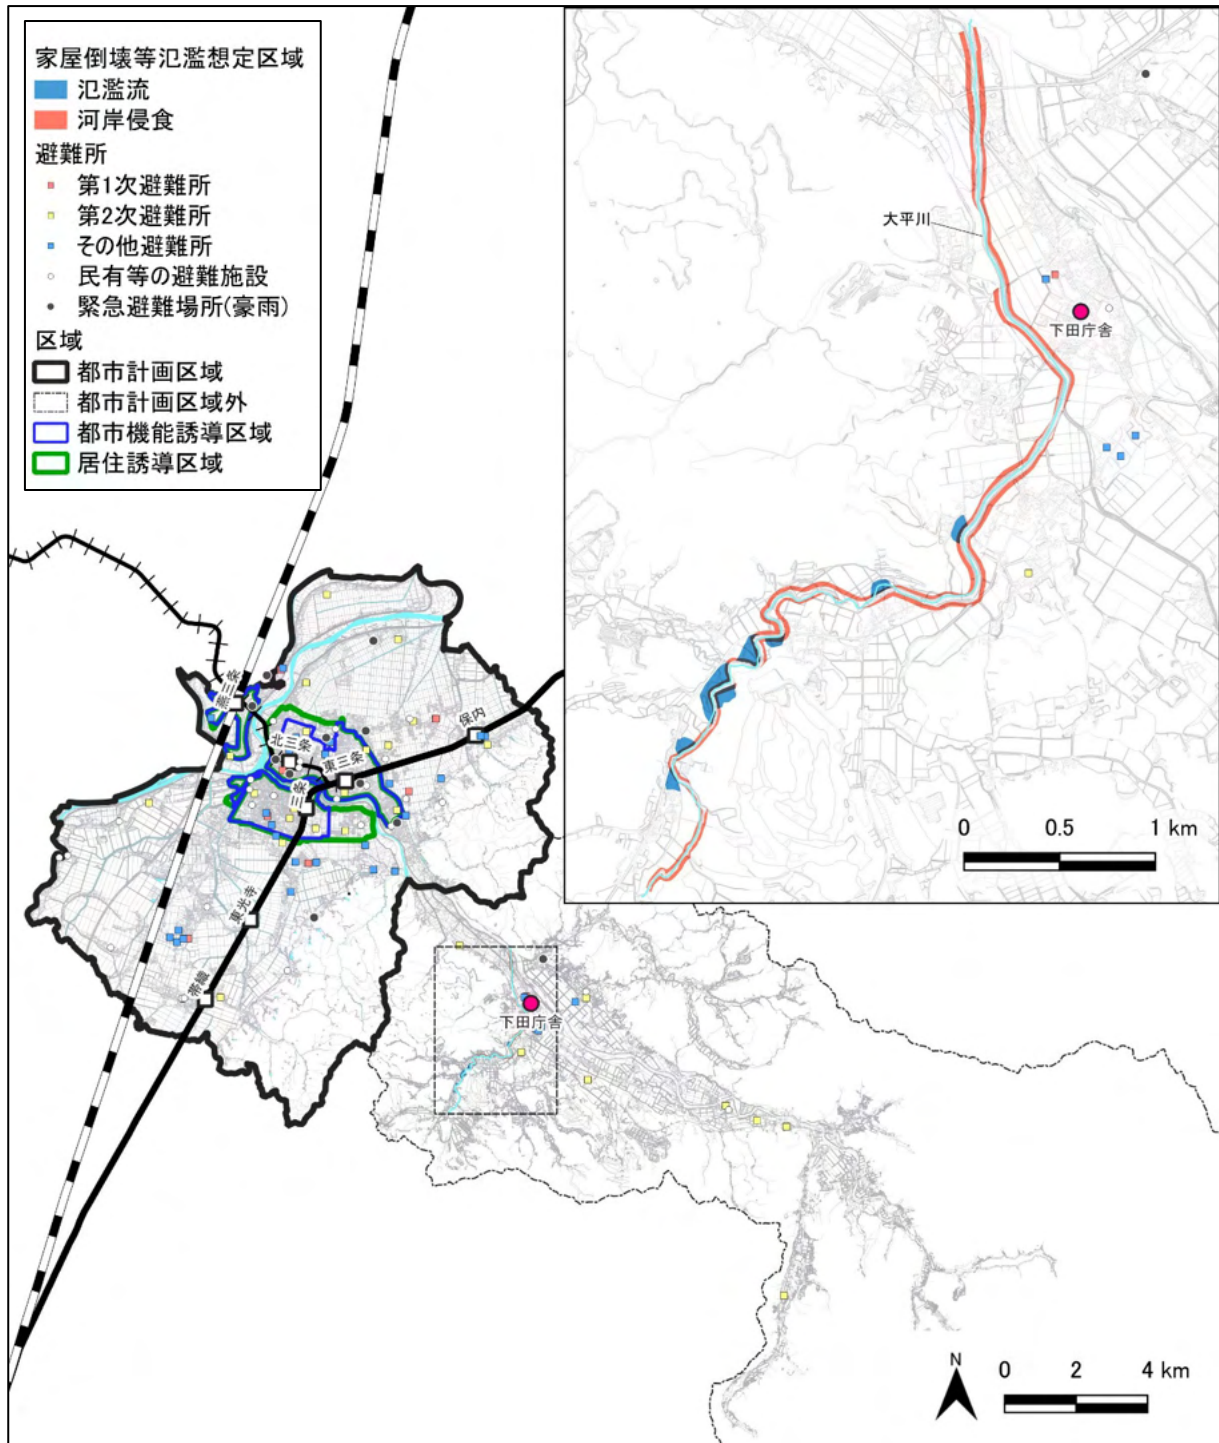 家屋倒壊等氾濫想定区域
氾濫流
河岸侵食
避難所
第1次避難所
第2次避難所
その他避難所
民有等の避難施設
緊急避難場所(豪雨)
区域
都市計画区域
都市計画区域外
都市機能誘導区域
居住誘導区域
大平川
下田庁舎
0 0.5 1 km
燕三条
北三条
東三条
保内
三条
東光寺
帯織
下田庁舎
N
0 2 4 km